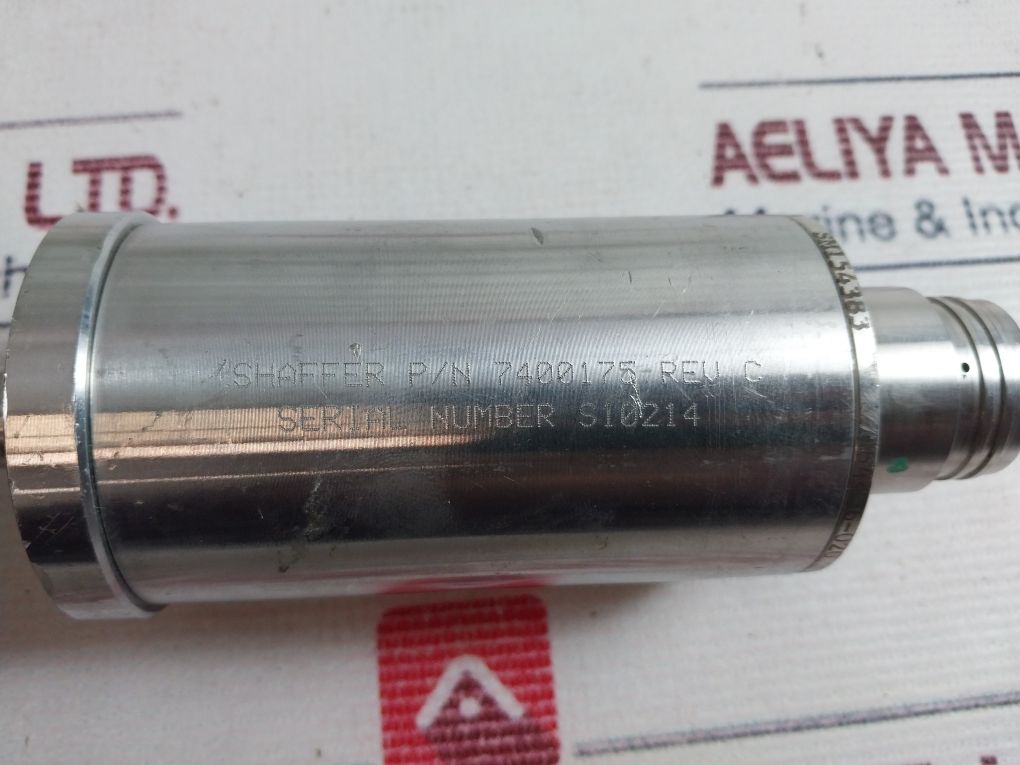 LTD.
AELIYA M
Marine & Ind
SHAFFER P/N 7400175-REV C
SERIAL NUMBER S10214